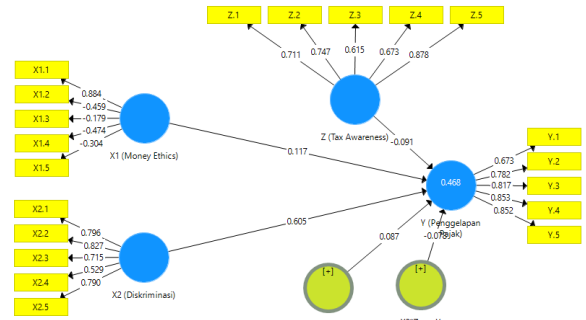 Z.1 Z.2 Z.3 Z.4 Z.5
0.711 0.747 0.615 0.673 0.878
X1.1
X1.2
X1.3
X1.4
X1.5
0.884
-0.459
-0.179
-0.474
-0.304
X1 (Money Ethics)
Z (Tax Awareness)
-0.091
0.117
0.468
Y (Penggelapan
Pajak)
Y.1
Y.2
Y.3
Y.4
Y.5
0.673
0.782
0.817
0.853
0.852
X2.1
X2.2
X2.3
X2.4
X2.5
0.796
0.827
0.715
0.529
0.790
X2 (Diskriminasi)
0.605
0.087
[+]
[+]